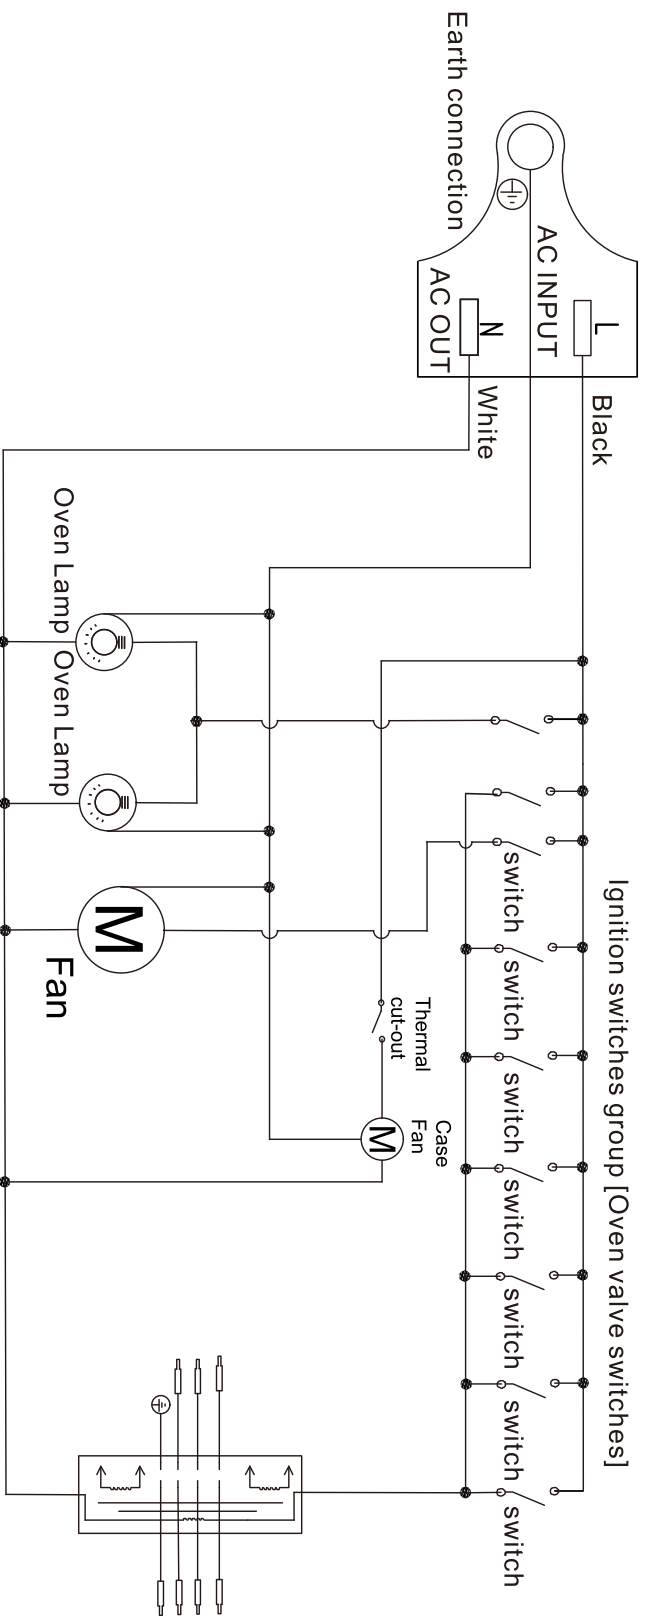 Earth connection
AC INPUT
AC OUT
L
N
Black
White
Ignition switches group [Oven valve switches]
switch
switch
switch
switch
switch
switch
switch
Thermal
cut-out
Case
Fan
M
Oven Lamp
Oven Lamp
M
Fan